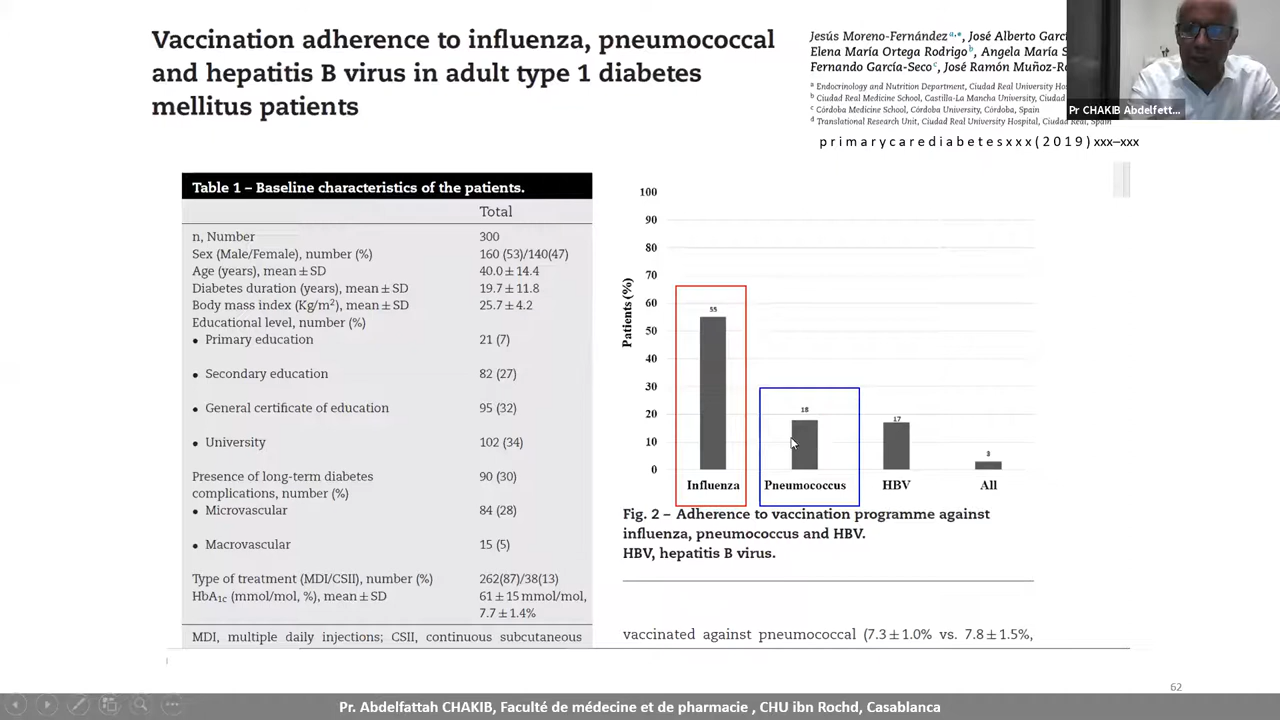 Vaccination adherence to influenza, pneumococcal
and hepatitis B virus in adult type 1 diabetes
mellitus patients
Jesús Moreno-Fernández a,*, José Alberto
Elena María Ortega Rodrigo b, Angela María
Fernando García-Seco c, José Ramón
a Endocrinology and Nutrition Department, Ciudad Real University
b Ciudad Real Medicine School, Castilla-La Mancha University, Ciudad
c Córdoba Medicine School, Córdoba University, Córdoba, Spain
d Translational Research Unit, Ciudad Real University Hospital, Ciudad Real, Spain
p r i m a r y c a r e d i a b e t e s x x x ( 2 0 1 9 ) xxx–xxx
Pr CHAKIB Abdelfett...
Table 1 – Baseline characteristics of the patients.
Total
n, Number 300
Sex (Male/Female), number (%) 160 (53)/140(47)
Age (years), mean ± SD 40.0 ± 14.4
Diabetes duration (years), mean ± SD 19.7 ± 11.8
Body mass index (Kg/m²), mean ± SD 25.7 ± 4.2
Educational level, number (%)
• Primary education 21 (7)
• Secondary education 82 (27)
• General certificate of education 95 (32)
• University 102 (34)
Presence of long-term diabetes 90 (30)
complications, number (%)
• Microvascular 84 (28)
• Macrovascular 15 (5)
Type of treatment (MDI/CSII), number (%) 262(87)/38(13)
HbA1c (mmol/mol, %), mean ± SD 61 ± 15 mmol/mol,
7.7 ± 1.4%
MDI, multiple daily injections; CSII, continuous subcutaneous
Patients (%)
100
90
80
70
60
50
40
30
20
10
0
55
18
17
3
Influenza Pneumococcus HBV All
Fig. 2 – Adherence to vaccination programme against
influenza, pneumococcus and HBV.
HBV, hepatitis B virus.
vaccinated against pneumococcal (7.3 ± 1.0% vs. 7.8 ± 1.5%,
62
Pr. Abdelfattah CHAKIB, Faculté de médecine et de pharmacie , CHU ibn Rochd, Casablanca